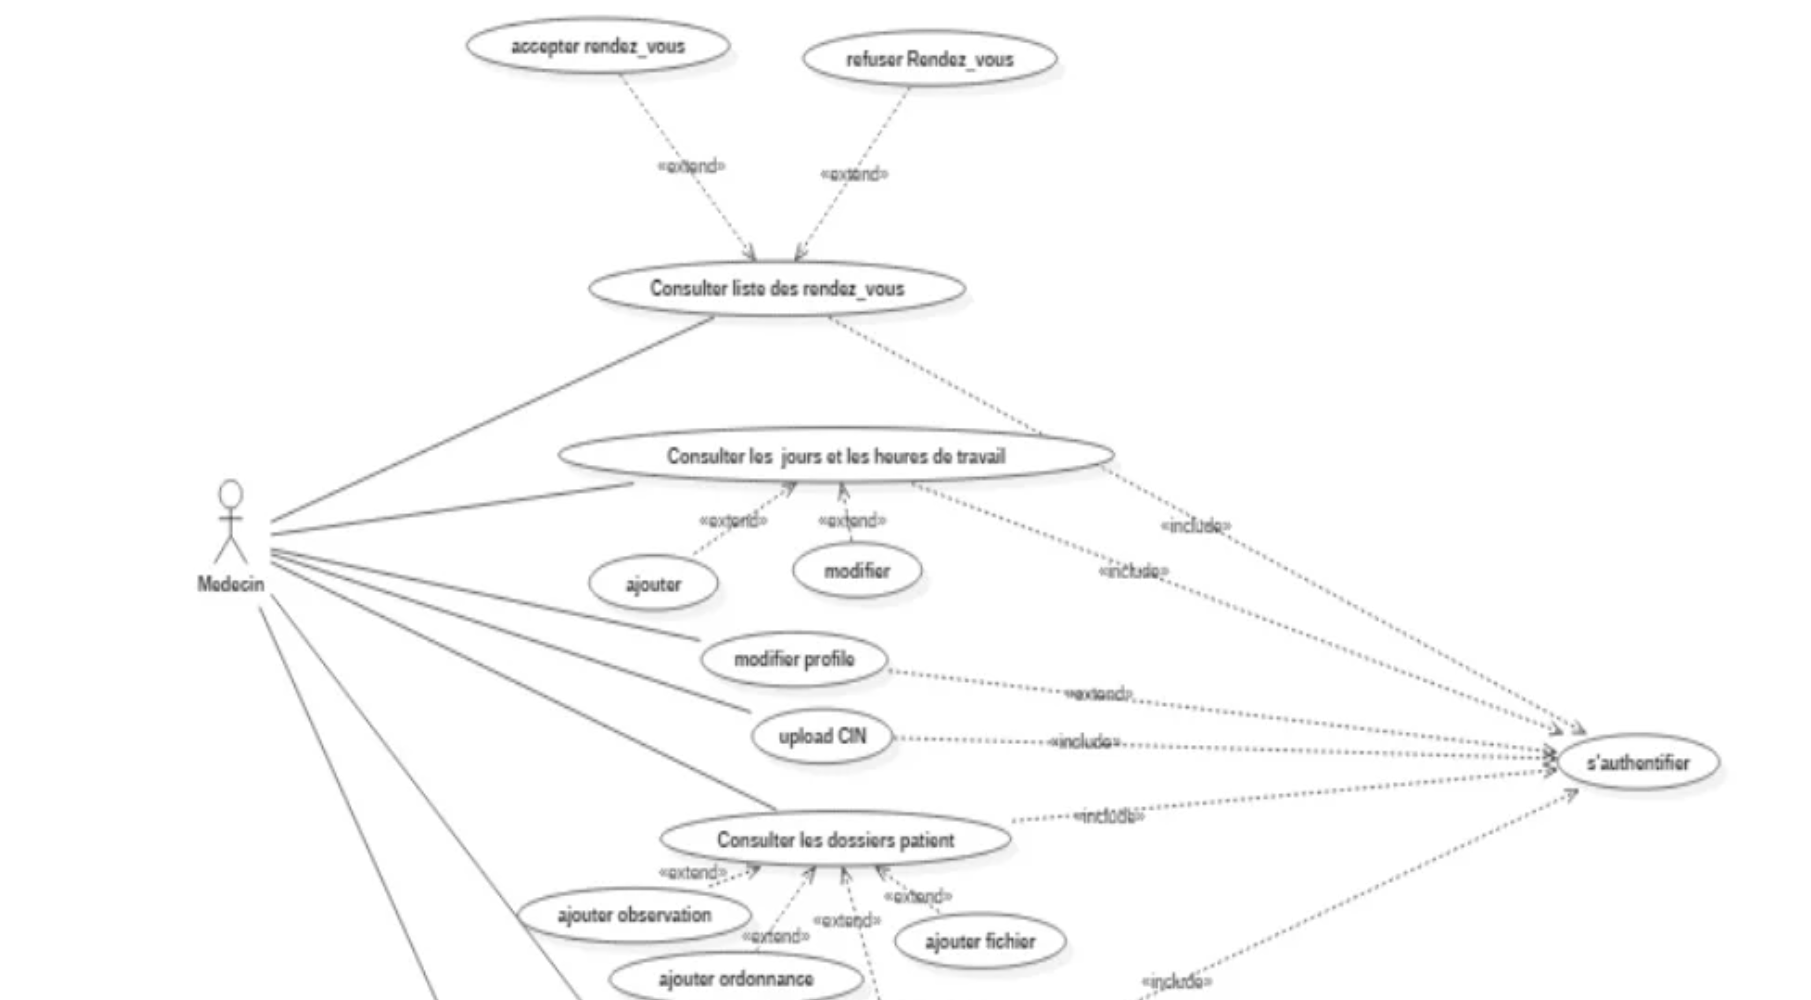 accepter rendez_vous
refuser Rendez_vous
«extend»
«extend»
Consulter liste des rendez_vous
Consulter les jours et les heures de travail
«extend»
«extend»
«include»
«include»
ajouter
modifier
Medecin
modifier profile
«extend»
upload CIN
«include»
s'authentifier
«include»
Consulter les dossiers patient
«extend»
«extend»
ajouter observation
«extend»
«extend»
ajouter fichier
ajouter ordonnance
«include»